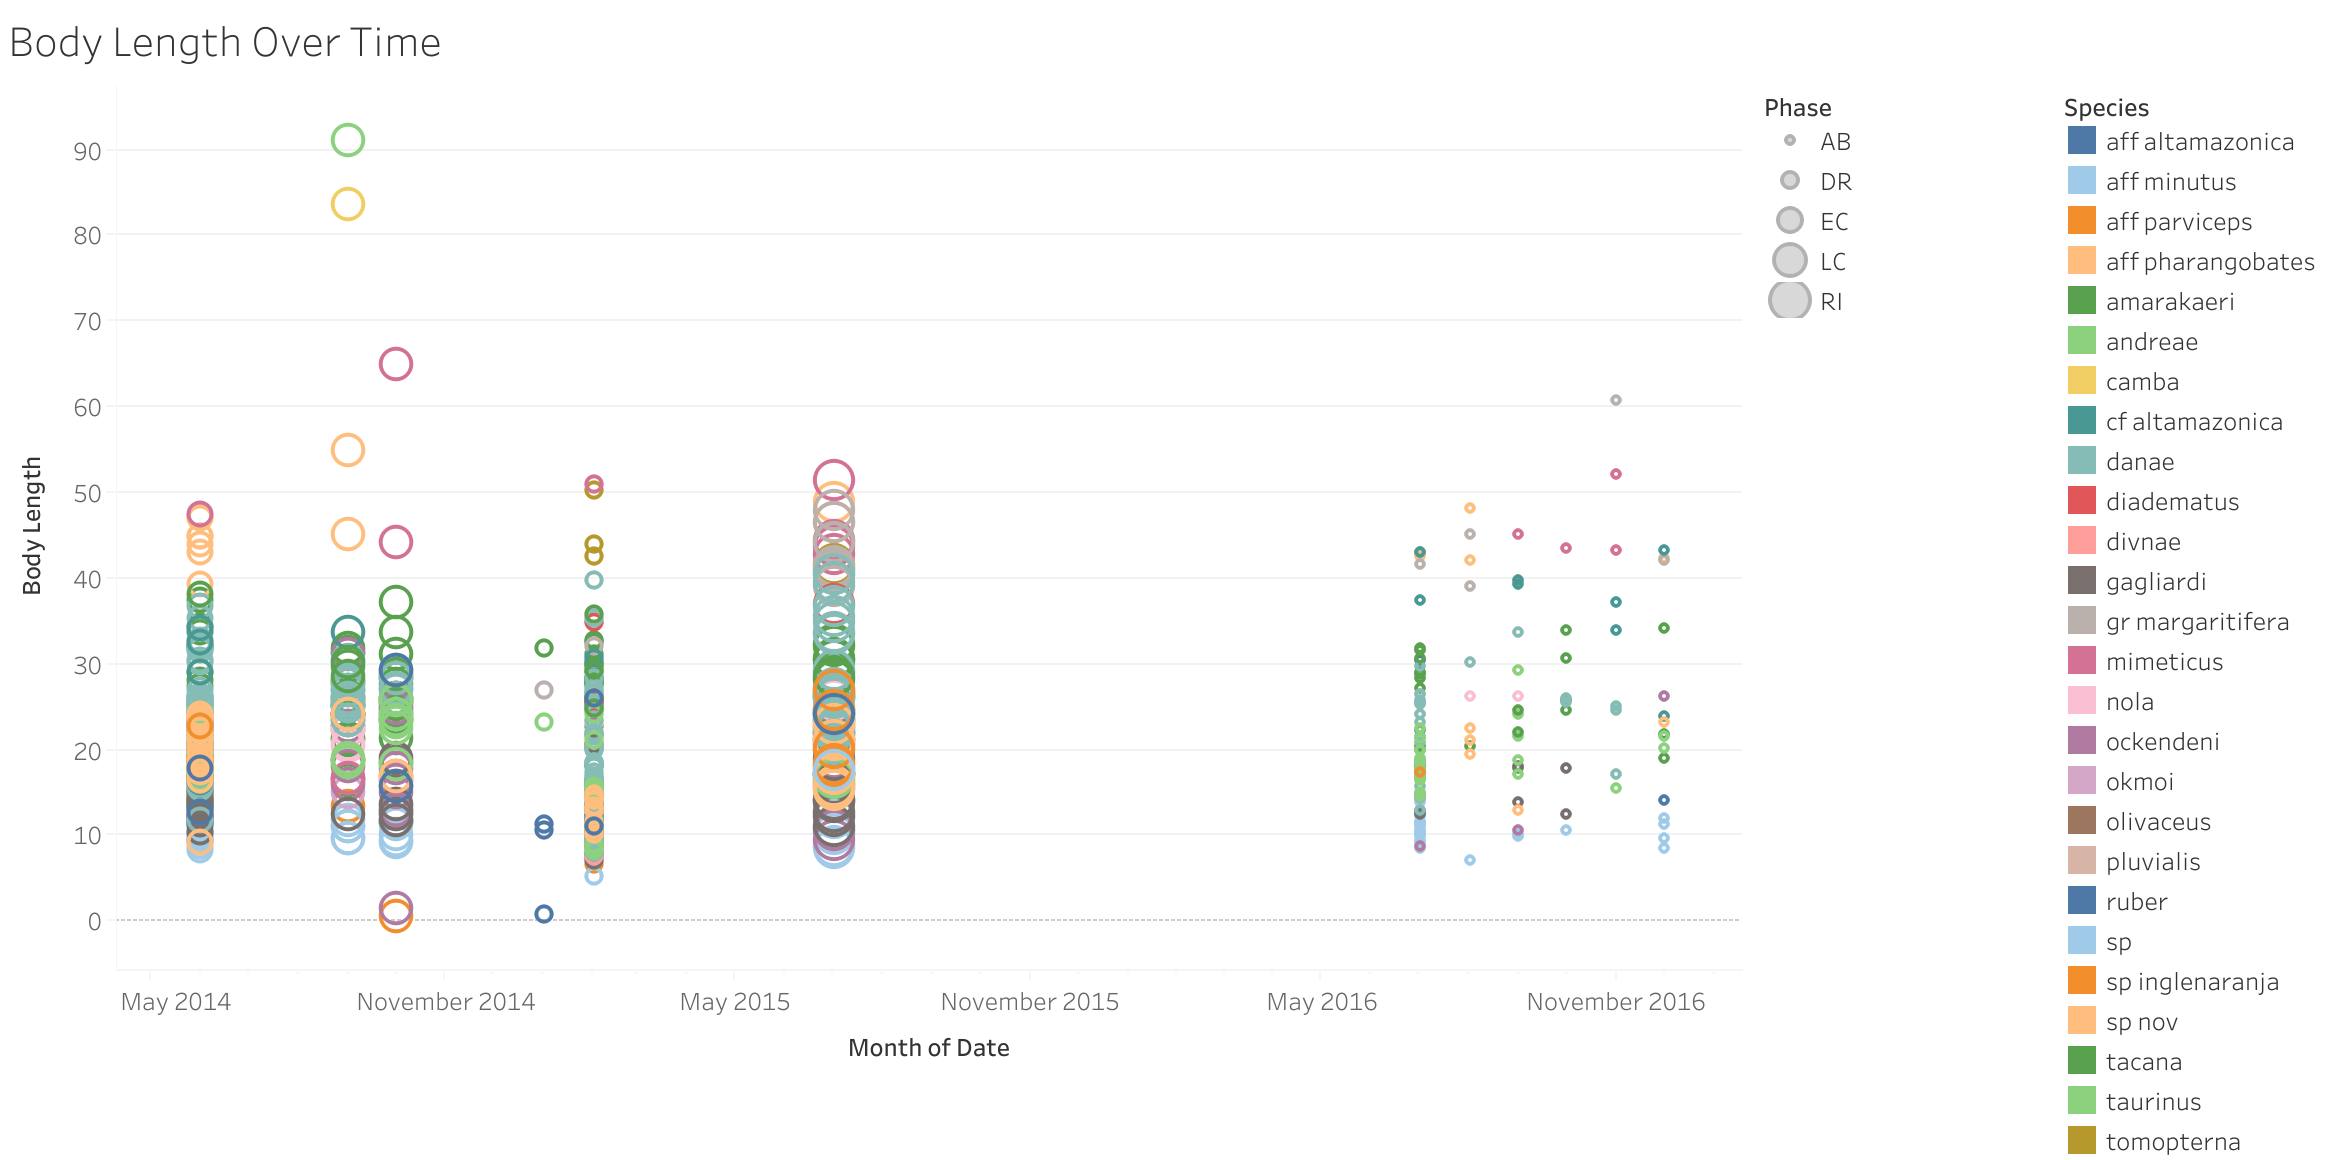 Body Length Over Time
Body Length
90
80
70
60
50
40
30
20
10
0
May 2014
November 2014
May 2015
November 2015
May 2016
November 2016
Month of Date
Phase
AB
DR
EC
LC
RI
Species
aff altamazonica
aff minutus
aff parviceps
aff pharangobates
amarakaeri
andreae
camba
cf altamazonica
danae
diadematus
divnae
gagliardi
gr margaritifera
mimeticus
nola
ockendeni
okmoi
olivaceus
pluvialis
ruber
sp
sp inglenaranja
sp nov
tacana
taurinus
tomopterna